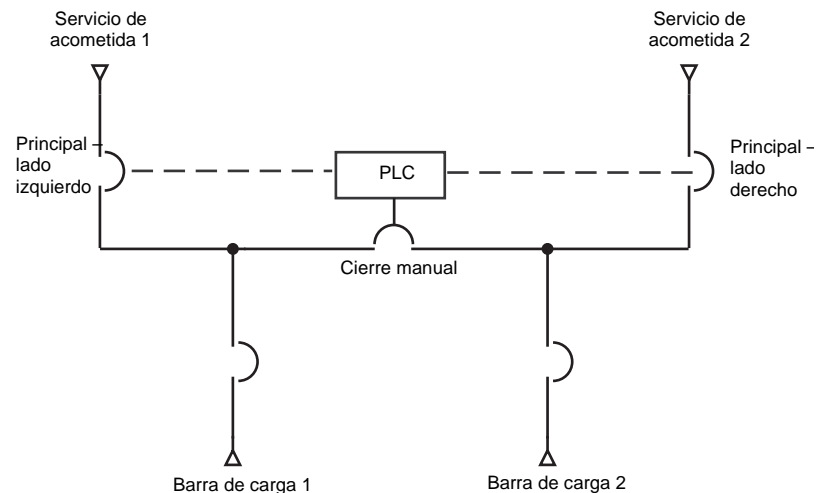 Servicio de
acometida 1
Servicio de
acometida 2
Principal –
lado
izquierdo
PLC
Principal –
lado
derecho
Cierre manual
Barra de carga 1
Barra de carga 2